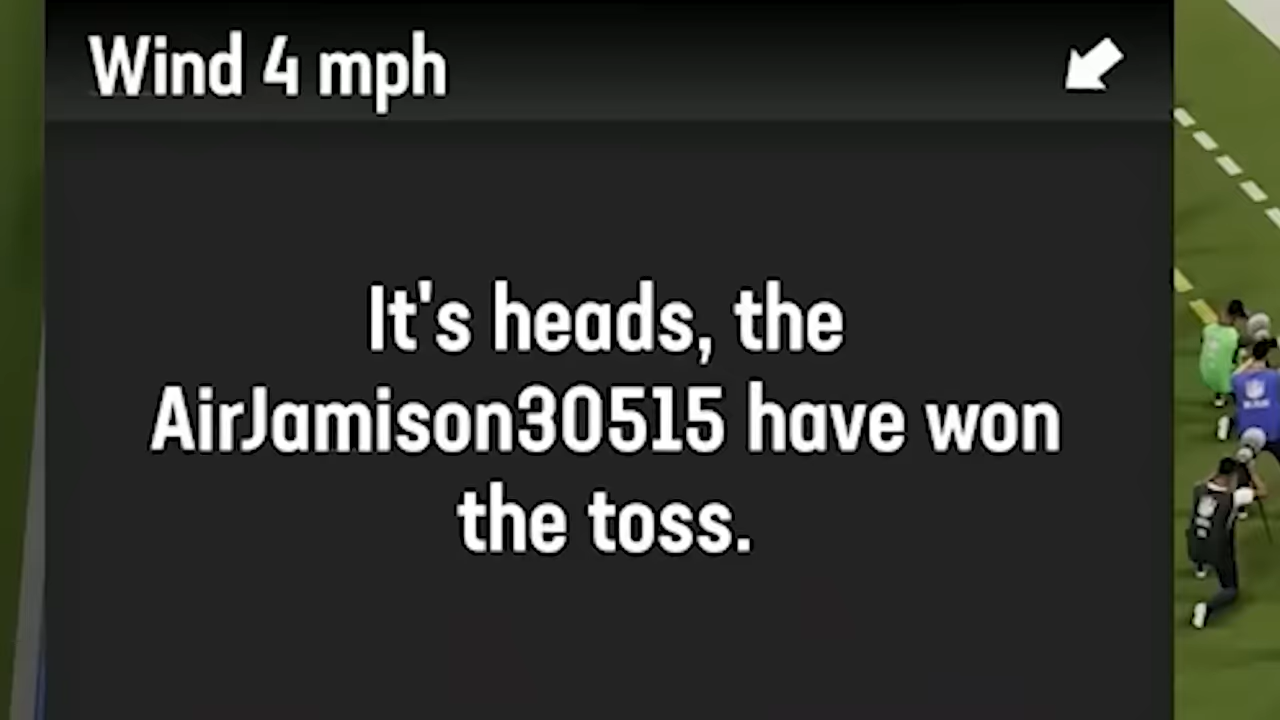 Wind 4 mph
It's heads, the
AirJamison30515 have won
the toss.